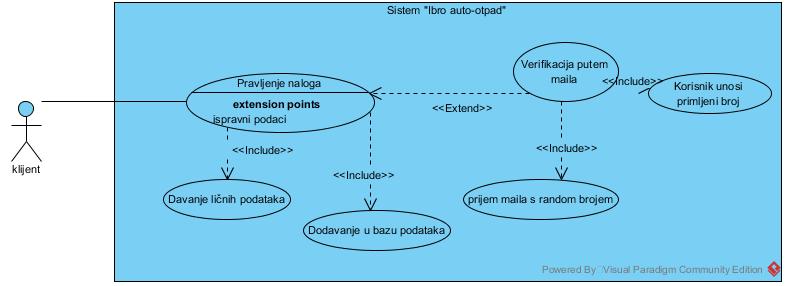 Sistem "Ibro auto-otpad"
Verifikacija putem
maila
<<Include>>
Korisnik unosi
primljeni broj
Pravljenje naloga
extension points
ispravni podaci
<<Extend>>
klijent
<<Include>>
<<Include>>
<<Include>>
Davanje ličnih podataka
prijem maila s random brojem
Dodavanje u bazu podataka
Powered By Visual Paradigm Community Edition